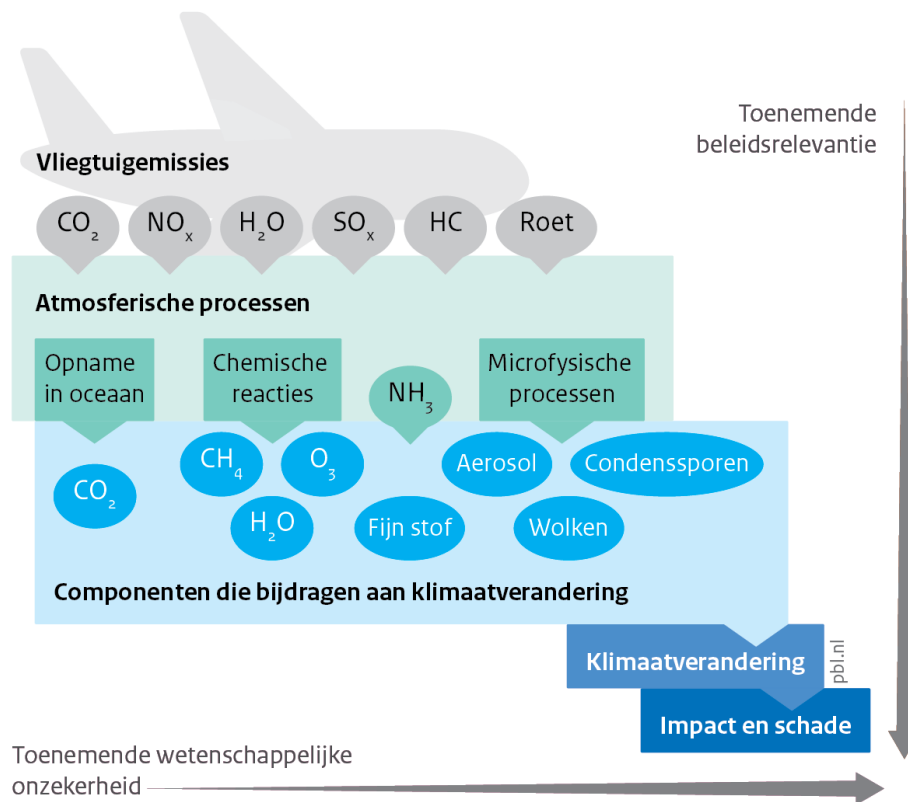 Toenemende
beleidsrelevantie
Vliegtuigemissies
CO₂ NOₓ H₂O SOₓ HC Roet
Atmosferische processen
Opname
in oceaan
Chemische
reacties
NH₃
Microfysische
processen
CH₄ O₃ Aerosol Condenssporen
CO₂
H₂O Fijn stof Wolken
Componenten die bijdragen aan klimaatverandering
Klimaatverandering
pbl.nl
Impact en schade
Toenemende wetenschappelijke
onzekerheid